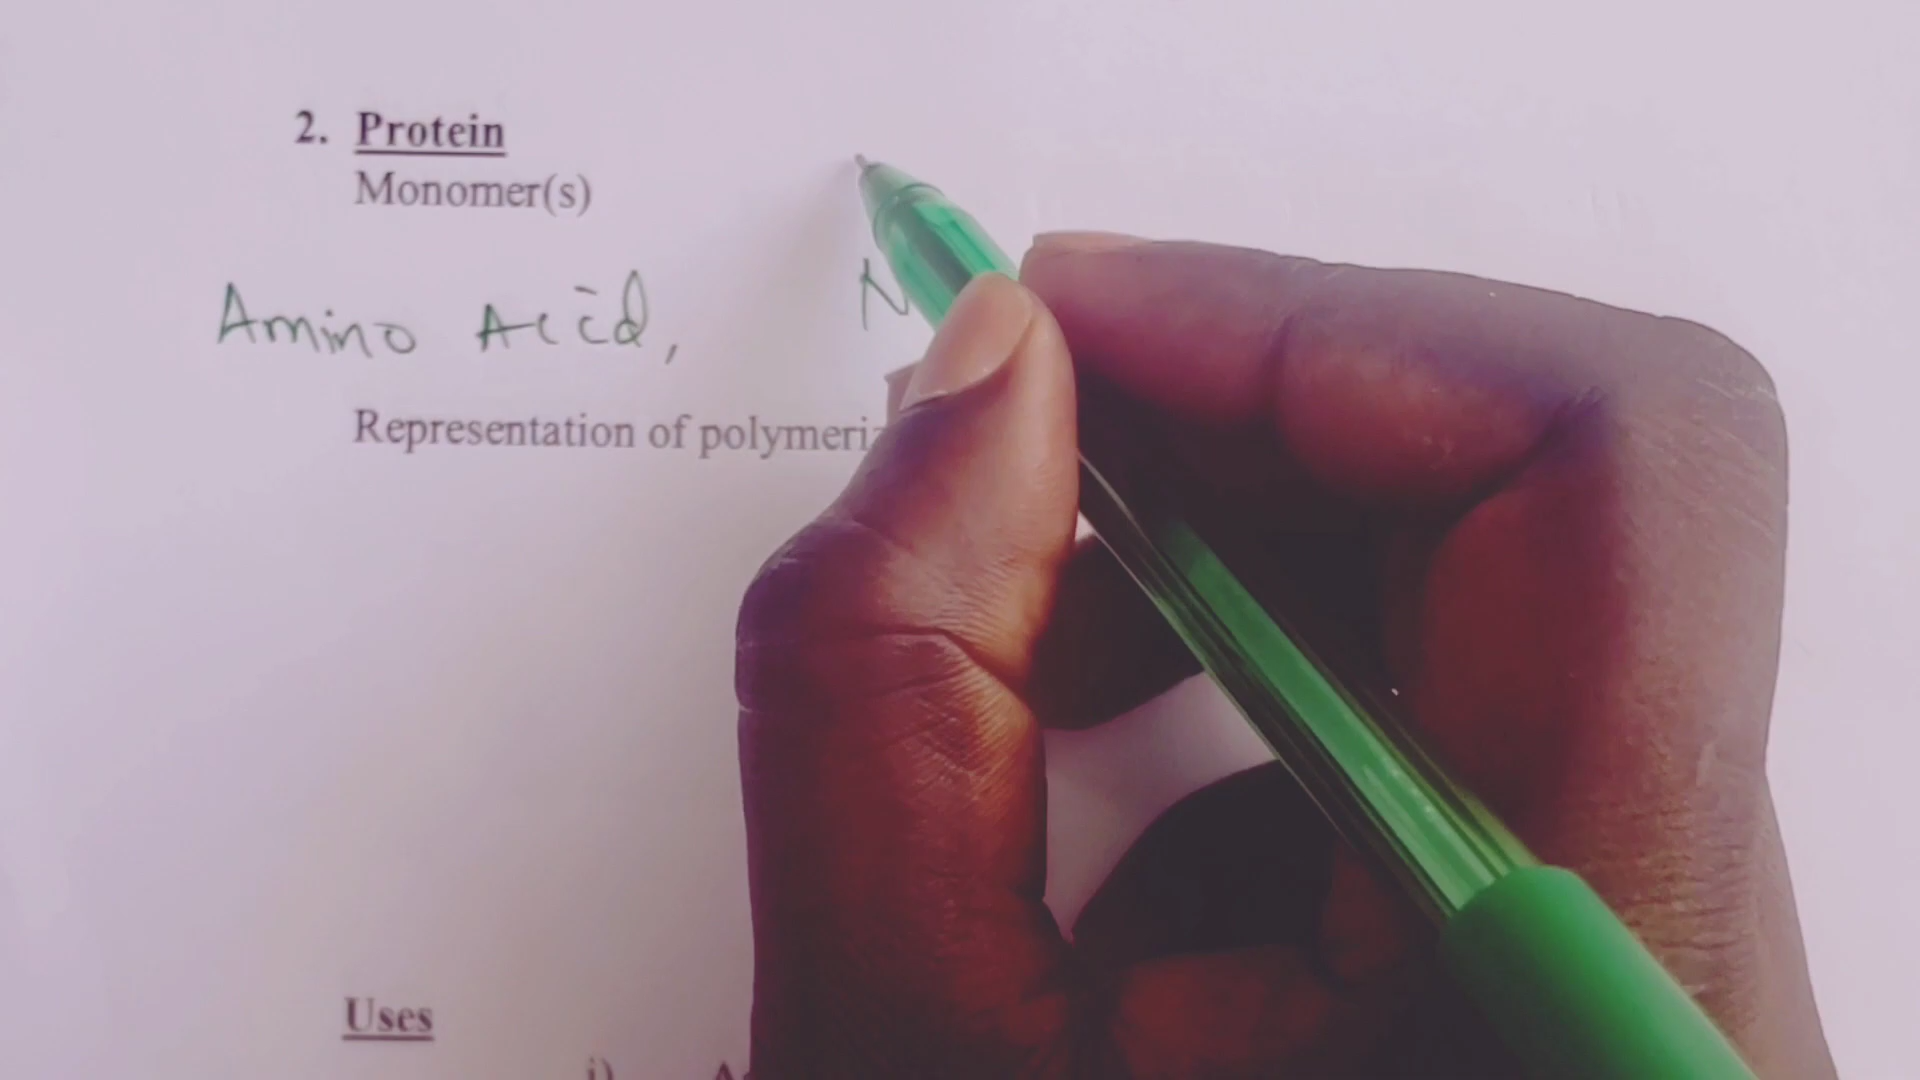 2. Protein
Monomer(s)
Amino Acid, N
Representation of polymeri
Uses
i)